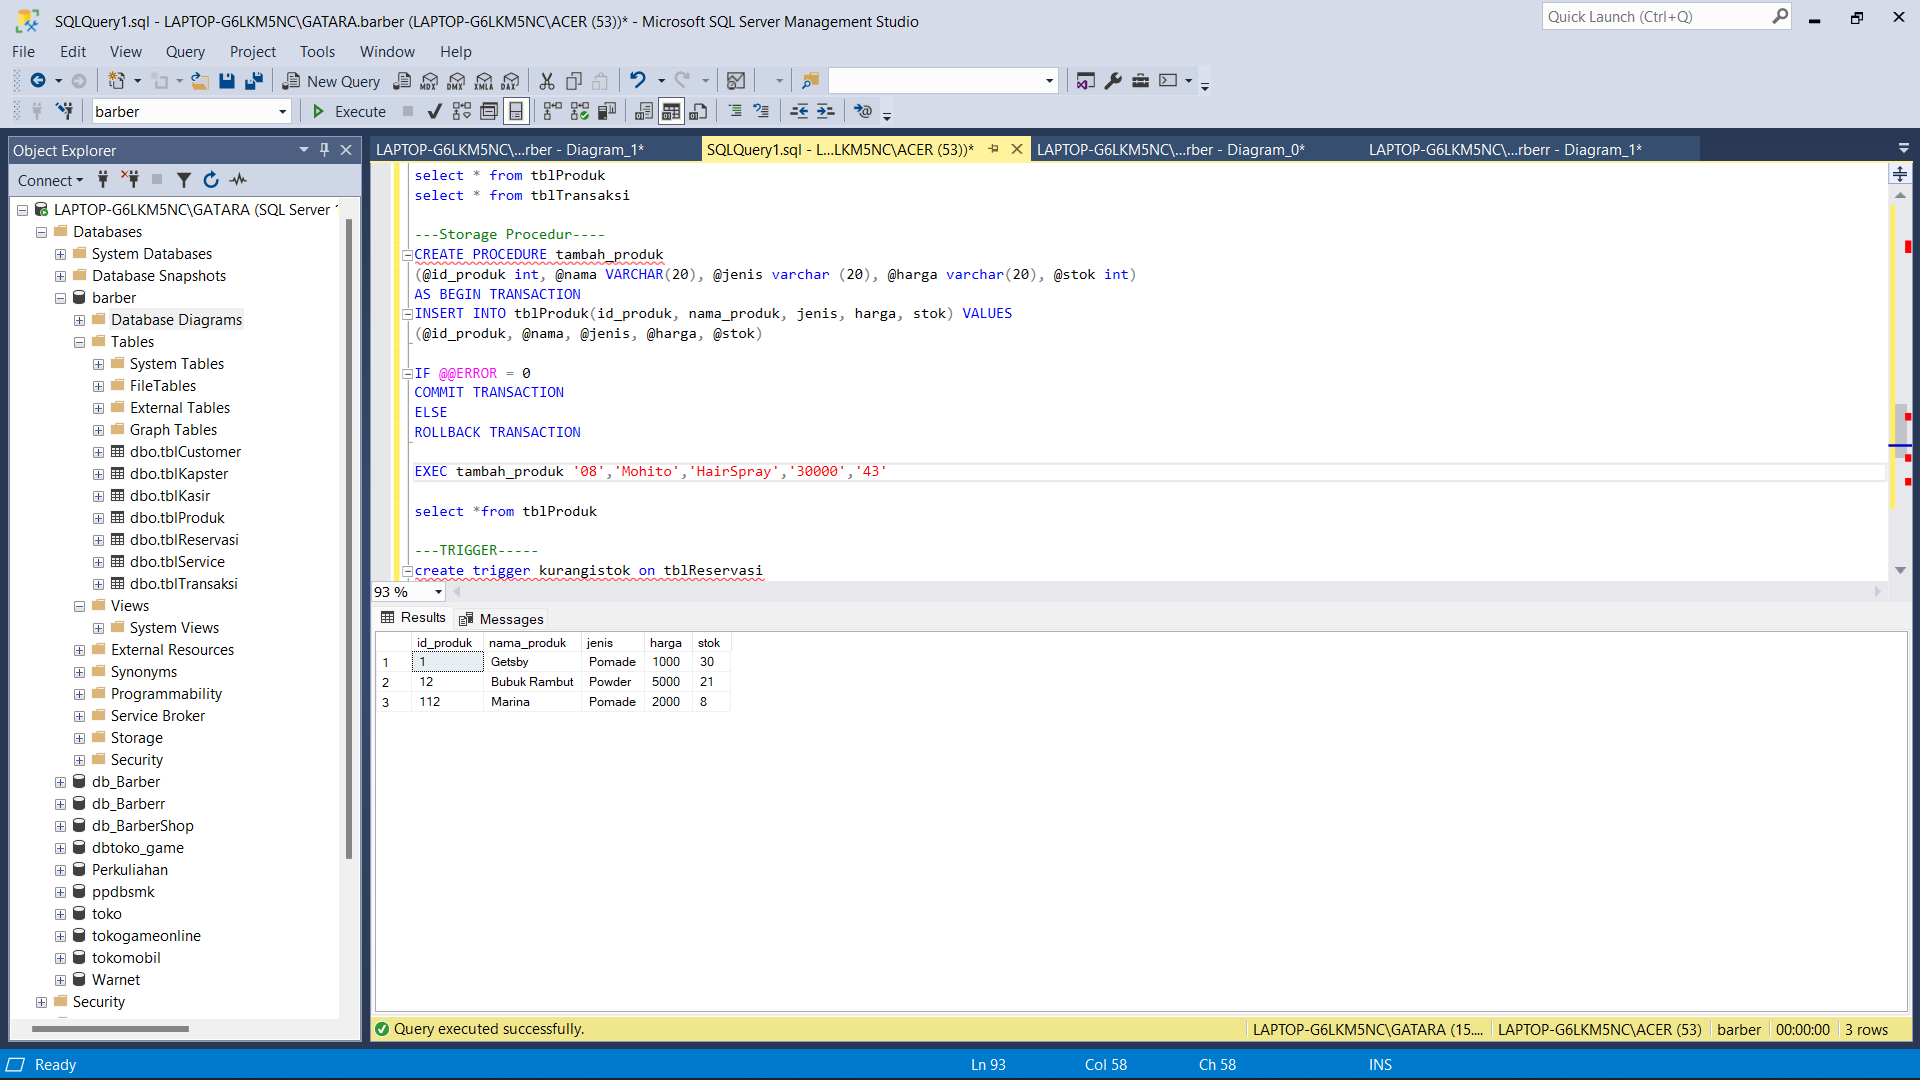 SQLQuery1.sql - LAPTOP-G6LKM5NC\GATARA.barber (LAPTOP-G6LKM5NC\ACER (53))* - Microsoft SQL Server Management Studio
Quick Launch (Ctrl+Q)
File Edit View Query Project Tools Window Help
New Query MDX DMX XMLA DAX
barber Execute
Object Explorer
LAPTOP-G6LKM5NC\...rber - Diagram_1* SQLQuery1.sql - L...LKM5NC\ACER (53))* LAPTOP-G6LKM5NC\...rber - Diagram_0* LAPTOP-G6LKM5NC\...rberr - Diagram_1*
Connect
LAPTOP-G6LKM5NC\GATARA (SQL Server
Databases
System Databases
Database Snapshots
barber
Database Diagrams
Tables
System Tables
FileTables
External Tables
Graph Tables
dbo.tblCustomer
dbo.tblKapster
dbo.tblKasir
dbo.tblProduk
dbo.tblReservasi
dbo.tblService
dbo.tblTransaksi
Views
System Views
External Resources
Synonyms
Programmability
Service Broker
Storage
Security
db_Barber
db_Barberr
db_BarberShop
dbtoko_game
Perkuliahan
ppdbsmk
toko
tokogameonline
tokomobil
Warnet
Security
select * from tblProduk
select * from tblTransaksi
---Storage Procedur----
CREATE PROCEDURE tambah_produk
(@id_produk int, @nama VARCHAR(20), @jenis varchar (20), @harga varchar(20), @stok int)
AS BEGIN TRANSACTION
INSERT INTO tblProduk(id_produk, nama_produk, jenis, harga, stok) VALUES
(@id_produk, @nama, @jenis, @harga, @stok)
IF @@ERROR = 0
COMMIT TRANSACTION
ELSE
ROLLBACK TRANSACTION
EXEC tambah_produk '08','Mohito','HairSpray','30000','43'
select *from tblProduk
---TRIGGER-----
create trigger kurangistok on tblReservasi
93 %
Results Messages
id_produk nama_produk jenis harga stok
1 1 Getsby Pomade 1000 30
2 12 Bubuk Rambut Powder 5000 21
3 112 Marina Pomade 2000 8
Query executed successfully. LAPTOP-G6LKM5NC\GATARA (15.... LAPTOP-G6LKM5NC\ACER (53) barber 00:00:00 3 rows
Ready Ln 93 Col 58 Ch 58 INS